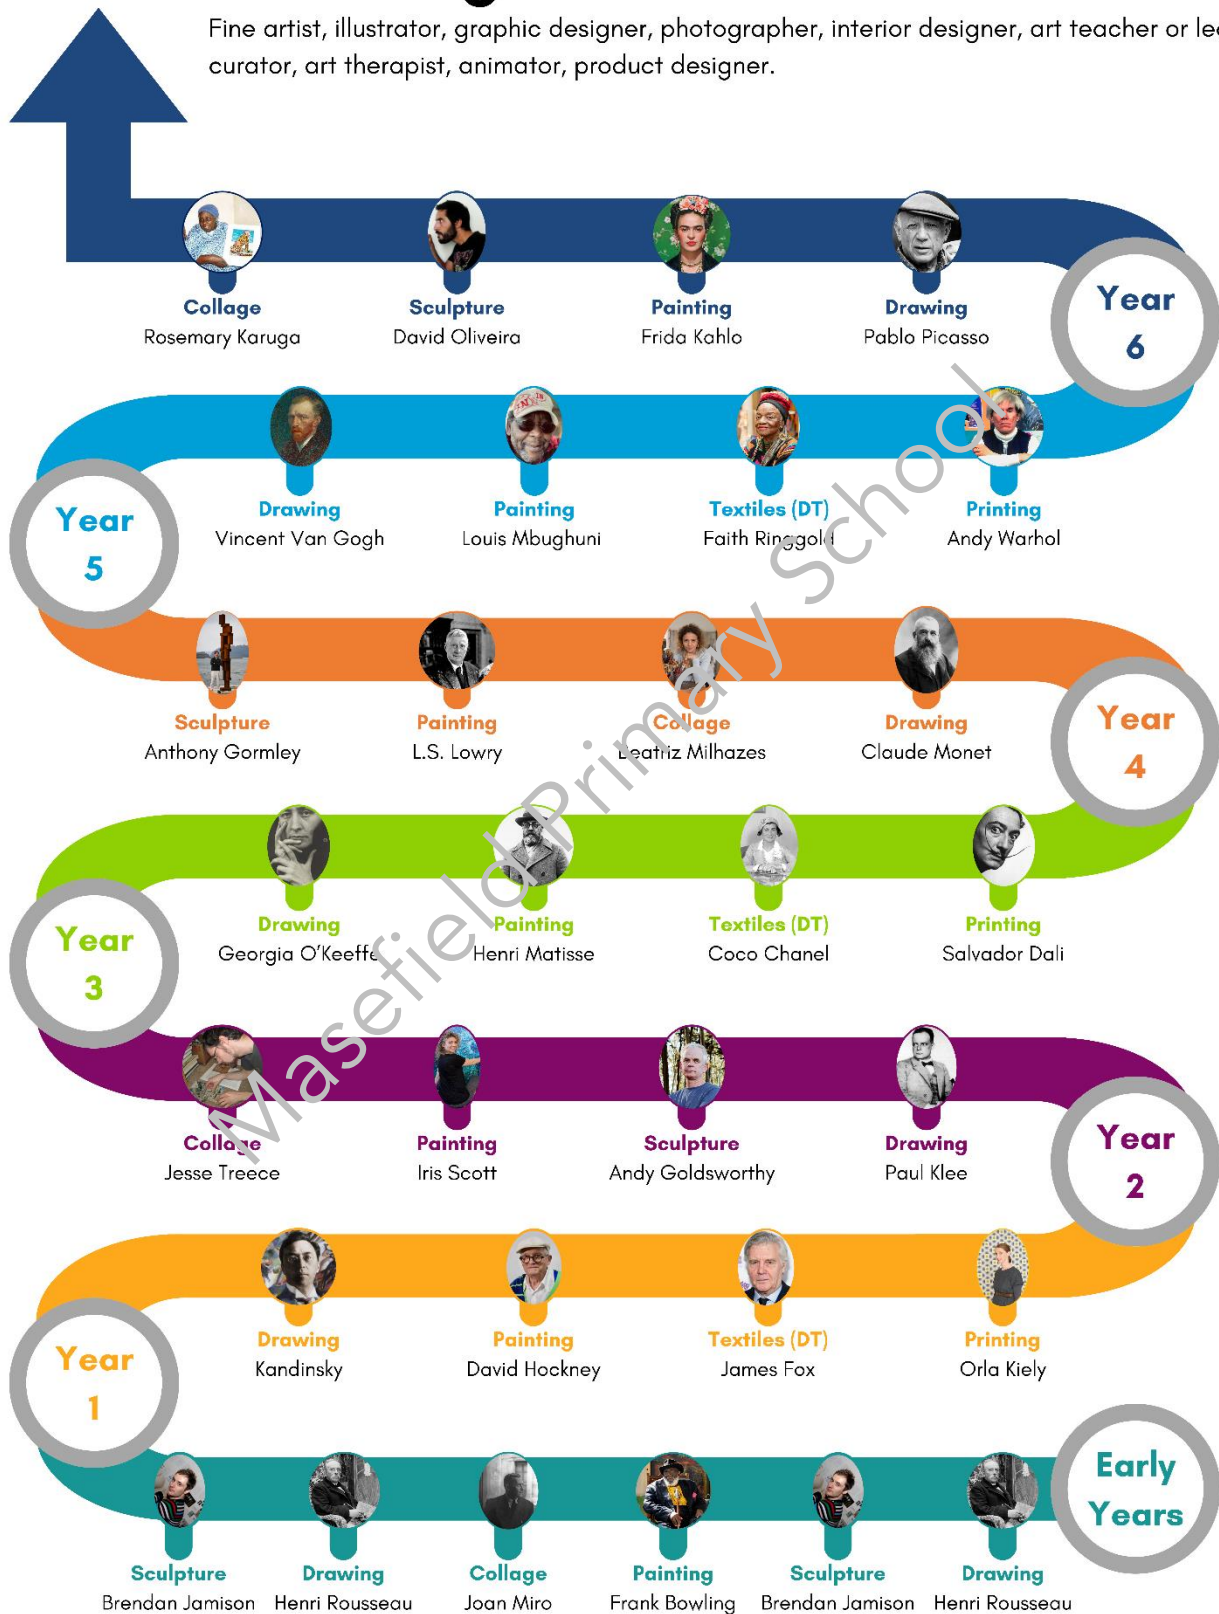 Fine artist, illustrator, graphic designer, photographer, interior designer, art teacher or
curator, art therapist, animator, product designer.
Collage Sculpture Painting Drawing
Rosemary Karuga David Oliveira Frida Kahlo Pablo Picasso
Year
6
Drawing Painting Textiles (DT) Printing
Vincent Van Gogh Louis Mbughuni Faith Ringgold Andy Warhol
Year
5
Sculpture Painting Collage Drawing
Anthony Gormley L.S. Lowry Beatriz Milhazes Claude Monet
Year
4
Drawing Painting Textiles (DT) Printing
Georgia O'Keeffe Henri Matisse Coco Chanel Salvador Dali
Year
3
Collage Painting Sculpture Drawing
Jesse Treece Iris Scott Andy Goldsworthy Paul Klee
Year
2
Drawing Painting Textiles (DT) Printing
Kandinsky David Hockney James Fox Orla Kiely
Year
1
Early
Years
Sculpture Drawing Collage Painting Sculpture Drawing
Brendan Jamison Henri Rousseau Joan Miro Frank Bowling Brendan Jamison Henri Rousseau
Masefield Primary School